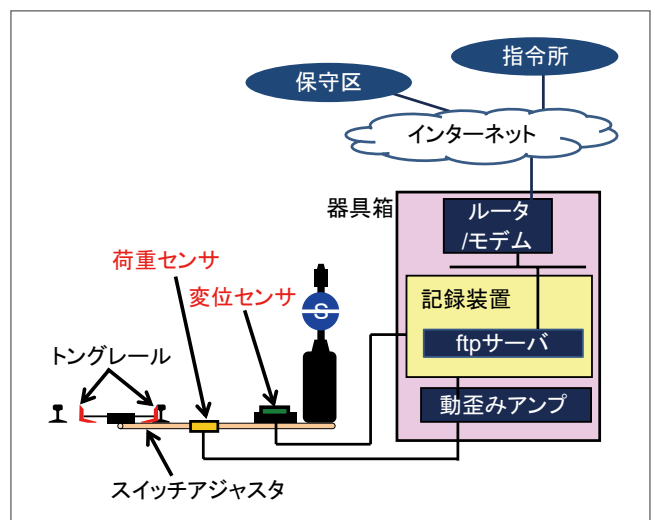 指令所
保守区
インターネット
器具箱
ルータ
/モデム
荷重センサ
変位センサ
記録装置
S
ftpサーバ
トングレール
動歪みアンプ
スイッチアジャスタ